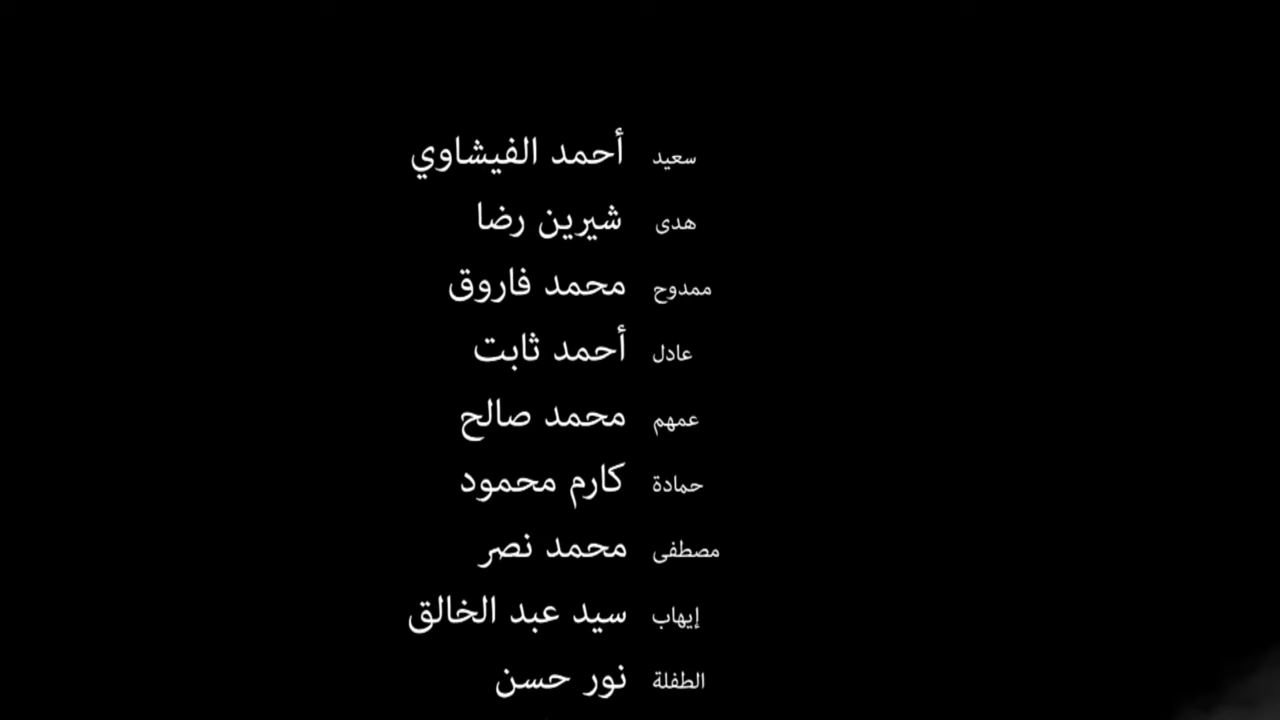 سعيد أحمد الفيشاوي
هدى شيرين رضا
ممدوح محمد فاروق
عادل أحمد ثابت
عمهم محمد صالح
حمادة كارم محمود
مصطفى محمد نصر
إيهاب سيد عبد الخالق
الطفلة نور حسن